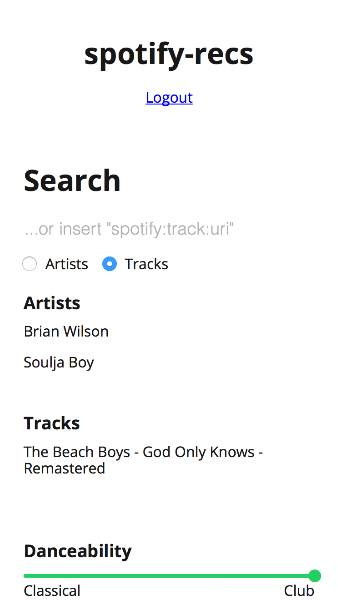 spotify-recs
Logout
Search
...or insert "spotify:track:uri"
Artists
Tracks
Artists
Brian Wilson
Soulja Boy
Tracks
The Beach Boys - God Only Knows -
Remastered
Danceability
Classical
Club